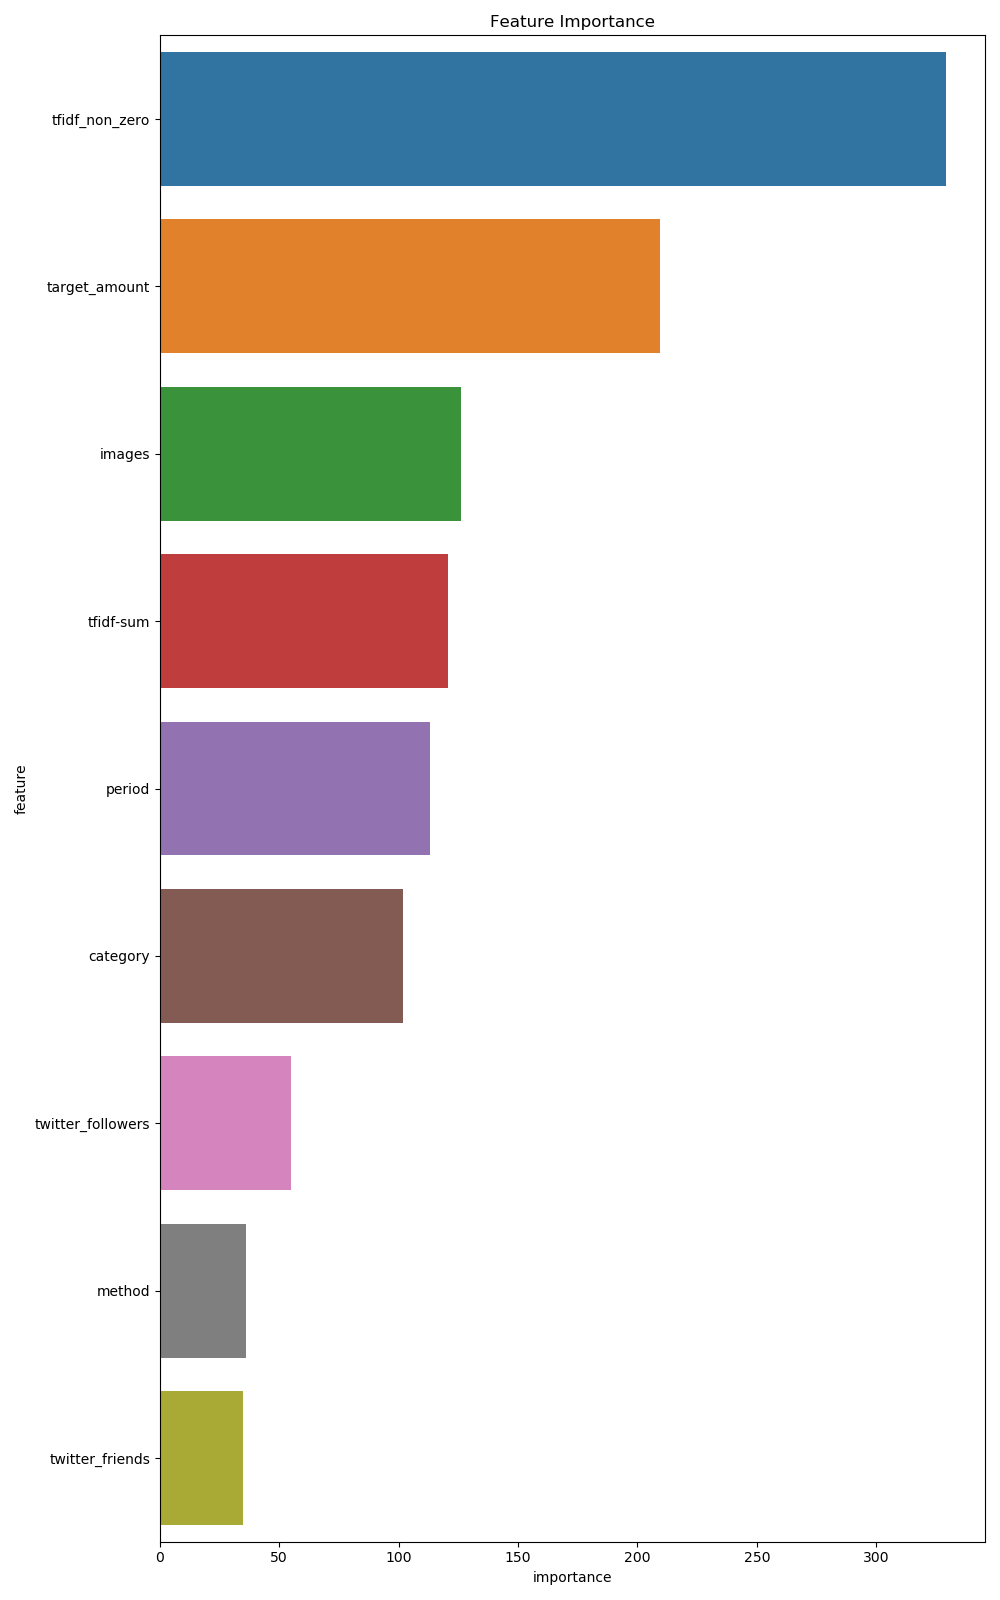 Feature Importance
tfidf_non_zero
target_amount
images
tfidf-sum
period
feature
category
twitter_followers
method
twitter_friends
0 50 100 150 200 250 300
importance